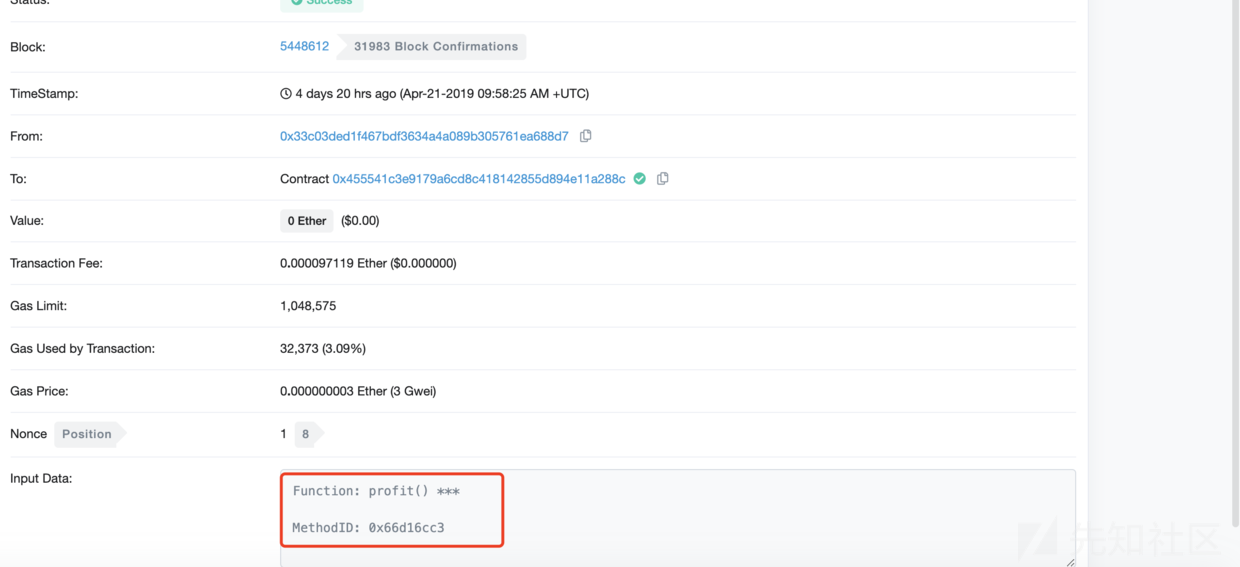 Status: Success
Block: 5448612 31983 Block Confirmations
TimeStamp: 4 days 20 hrs ago (Apr-21-2019 09:58:25 AM +UTC)
From: 0x33c03ded1f467bdf3634a4a089b305761ea688d7
To: Contract 0x455541c3e9179a6cd8c418142855d894e11a288c
Value: 0 Ether ($0.00)
Transaction Fee: 0.000097119 Ether ($0.000000)
Gas Limit: 1,048,575
Gas Used by Transaction: 32,373 (3.09%)
Gas Price: 0.000000003 Ether (3 Gwei)
Nonce Position 1 8
Input Data: Function: profit() ***
MethodID: 0x66d16cc3
先知社区